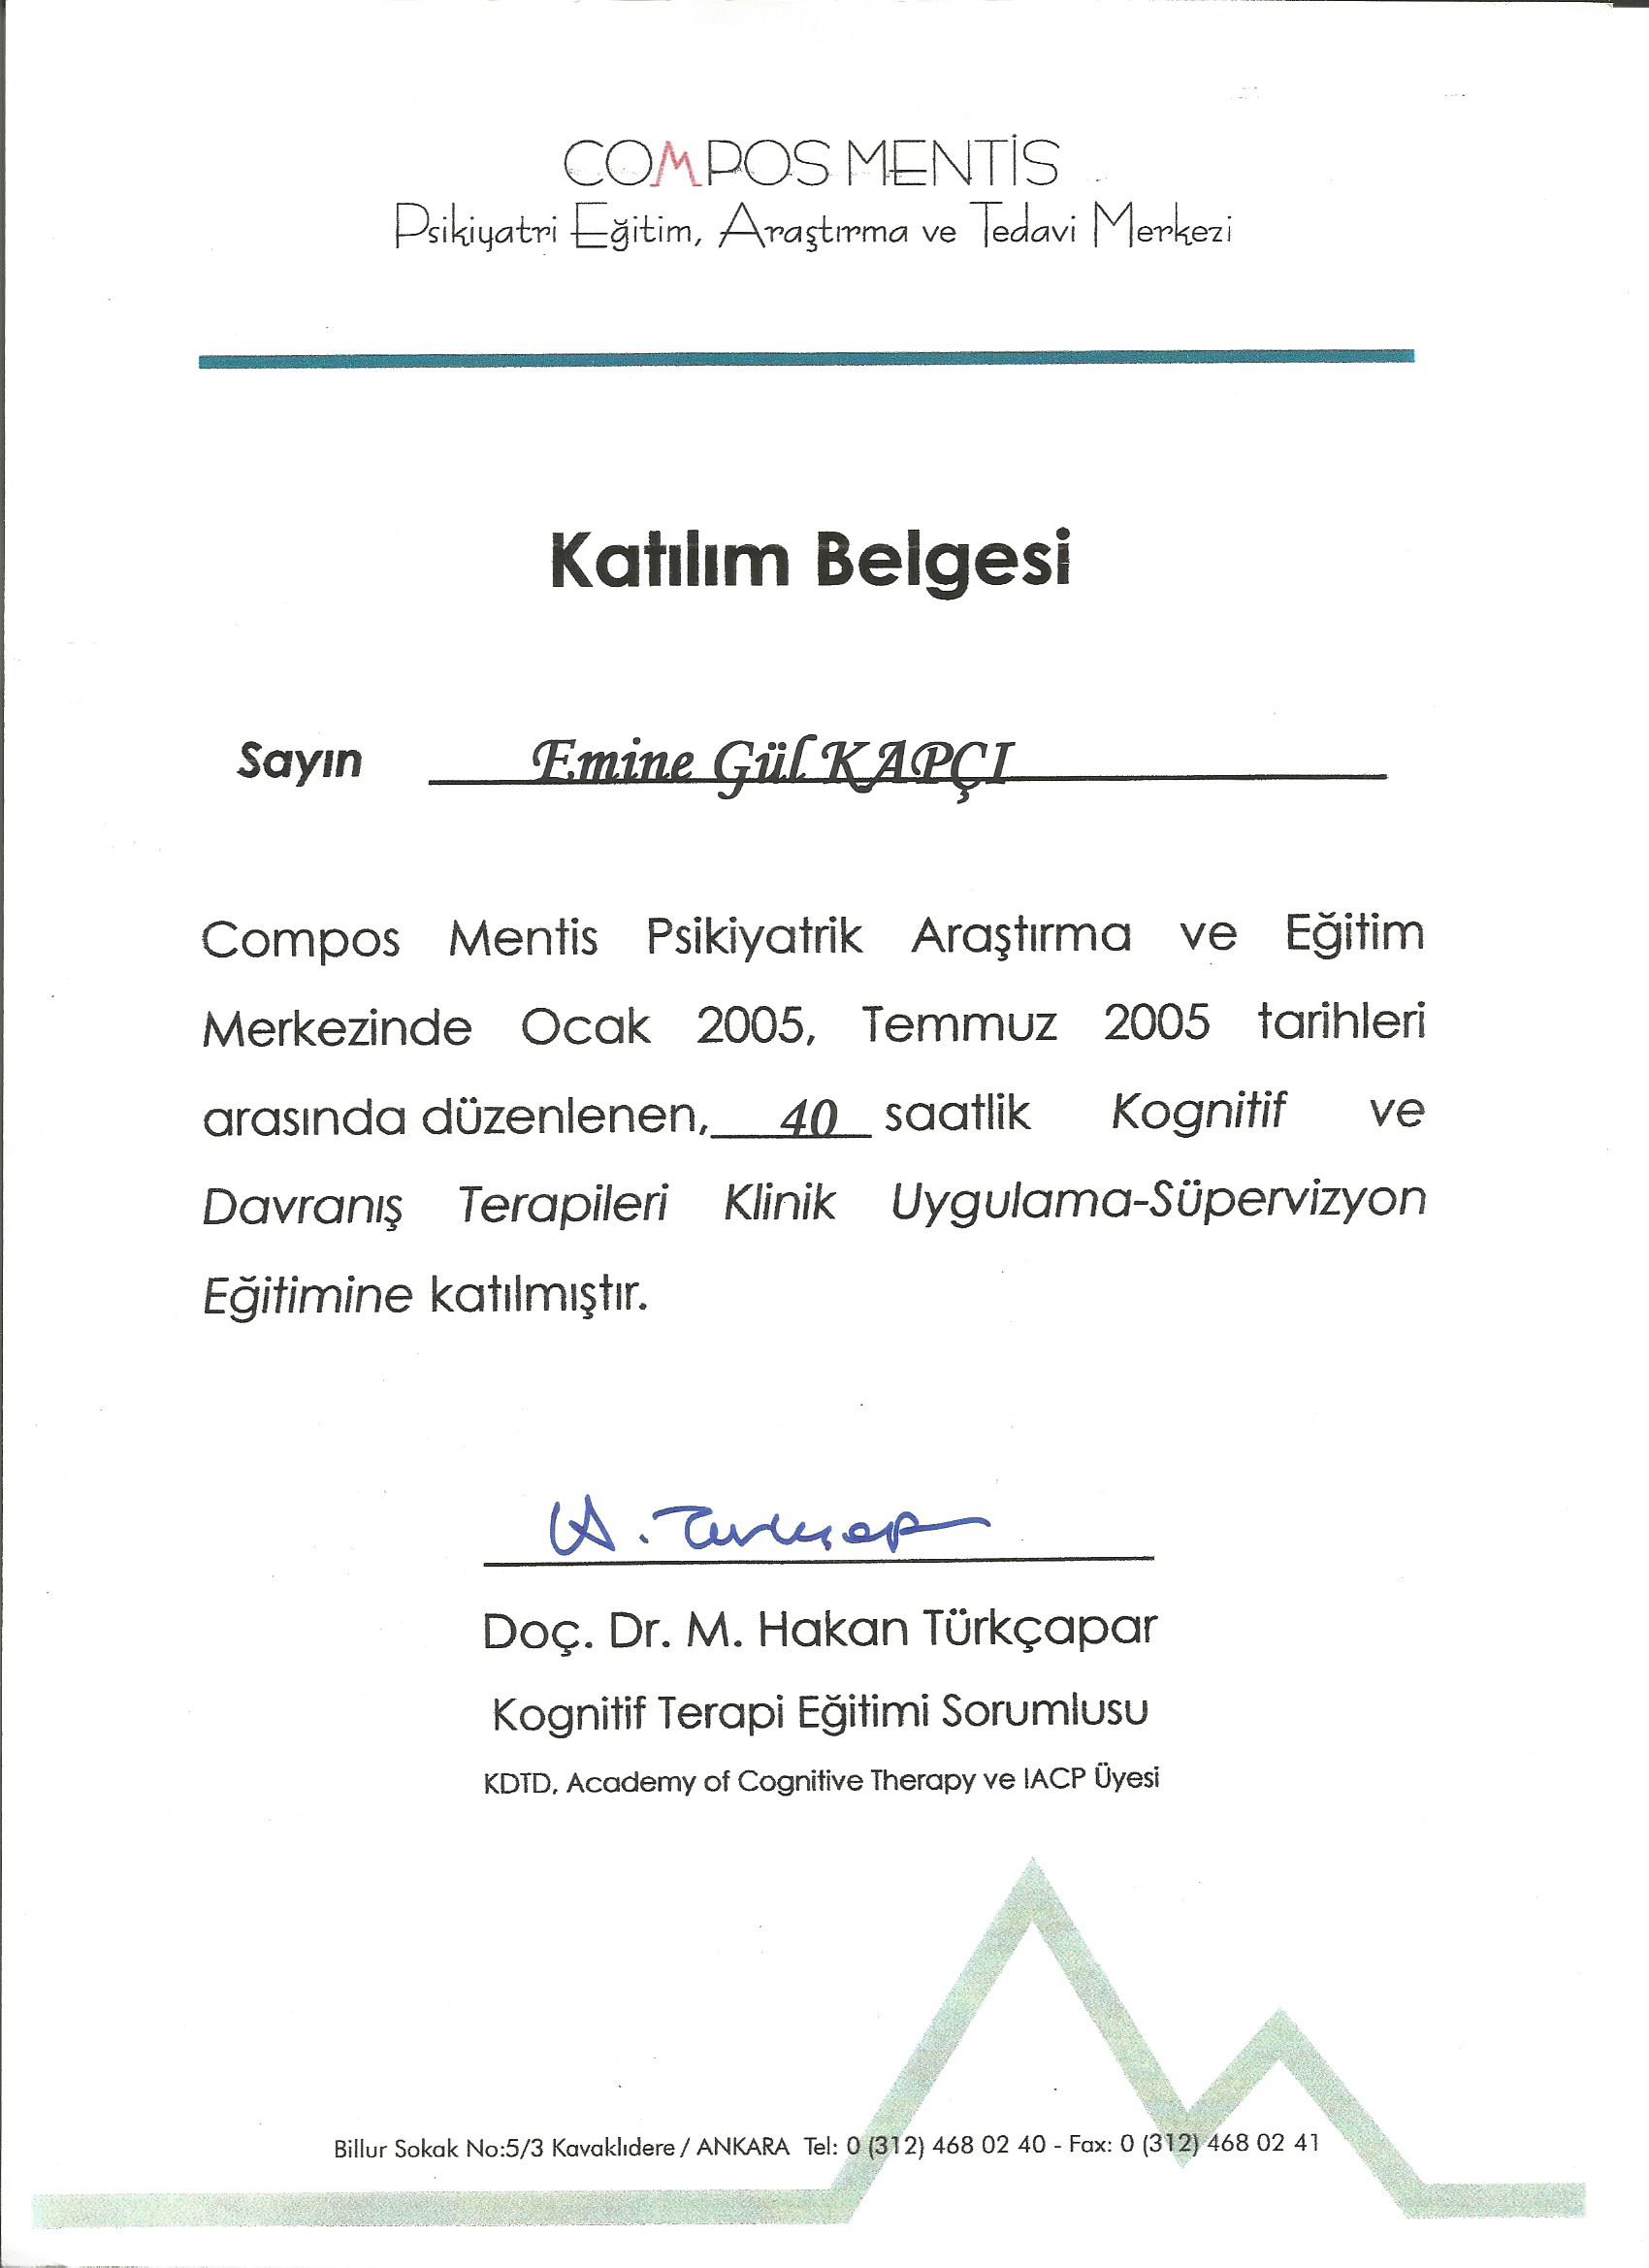 COMPOS MENTİS
Psikiyatri Eğitim, Araştırma ve Tedavi Merkezi
Katılım Belgesi
Sayın Emine Gül KAPÇI
Compos Mentis Psikiyatrik Araştırma ve Eğitim
Merkezinde Ocak 2005, Temmuz 2005 tarihleri
arasında düzenlenen, 40 saatlik Kognitif ve
Davranış Terapileri Klinik Uygulama-Süpervizyon
Eğitimine katılmıştır.
H. Türkçapar
Doç. Dr. M. Hakan Türkçapar
Kognitif Terapi Eğitimi Sorumlusu
KDTD, Academy of Cognitive Therapy ve IACP Üyesi
Billur Sokak No:5/3 Kavaklıdere / ANKARA Tel: 0 (312) 468 02 40 - Fax: 0 (312) 468 02 41